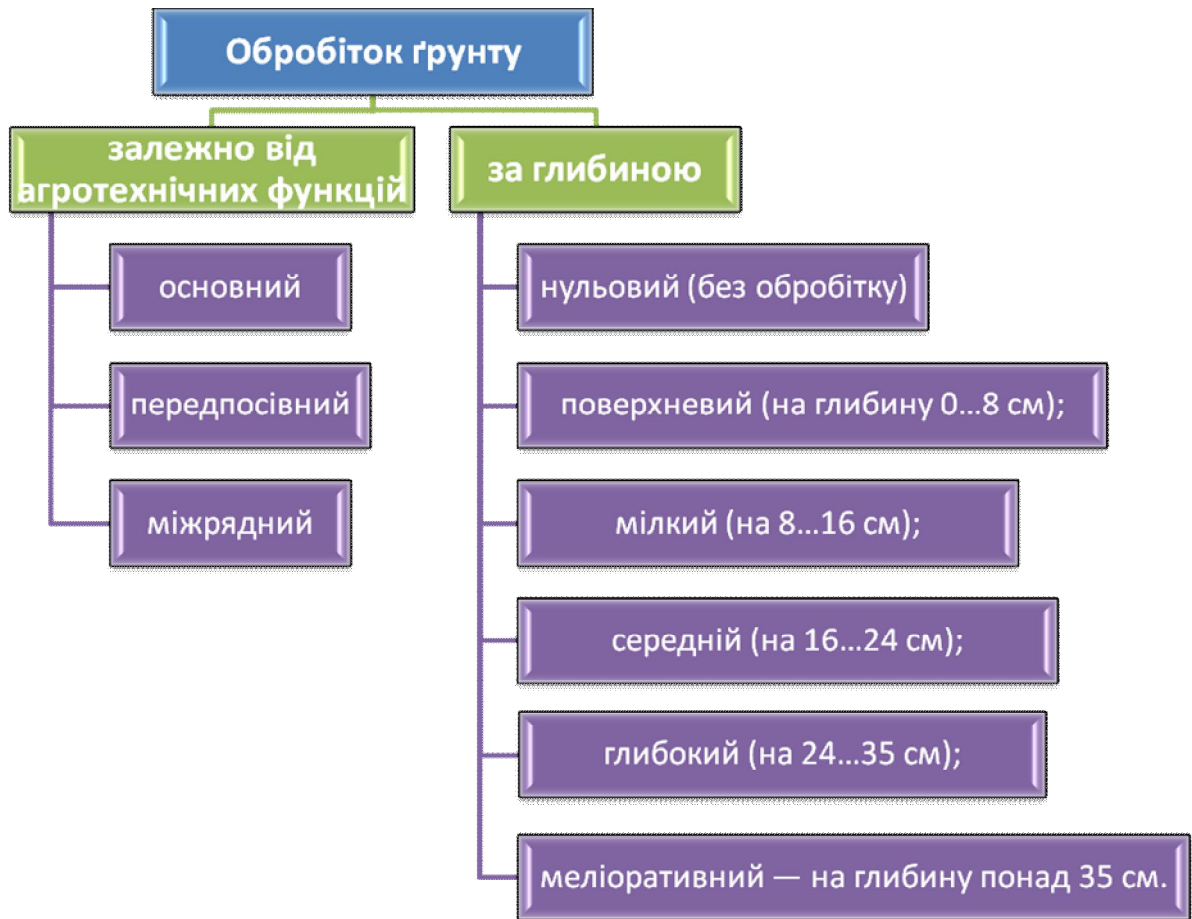 Обробіток ґрунту
залежно від
агротехнічних функцій
основний
передпосівний
міжрядний
за глибиною
нульовий (без обробітку)
поверхневий (на глибину 0...8 см);
мілкий (на 8...16 см);
середній (на 16...24 см);
глибокий (на 24...35 см);
меліоративний — на глибину понад 35 см.